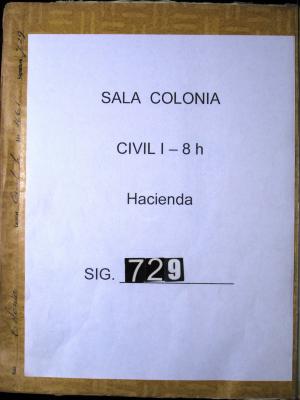 SALA COLONIA
CIVIL I – 8 h
Hacienda
SIG. 729